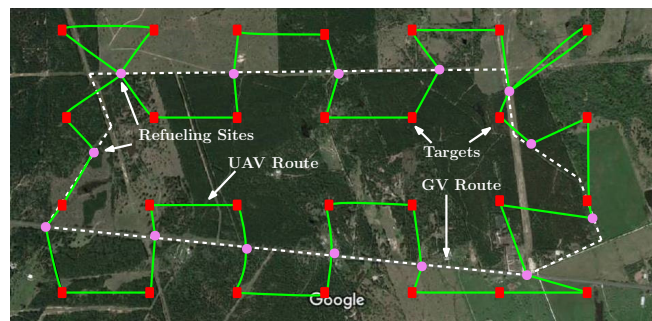 Refueling Sites
Targets
UAV Route
GV Route
Google